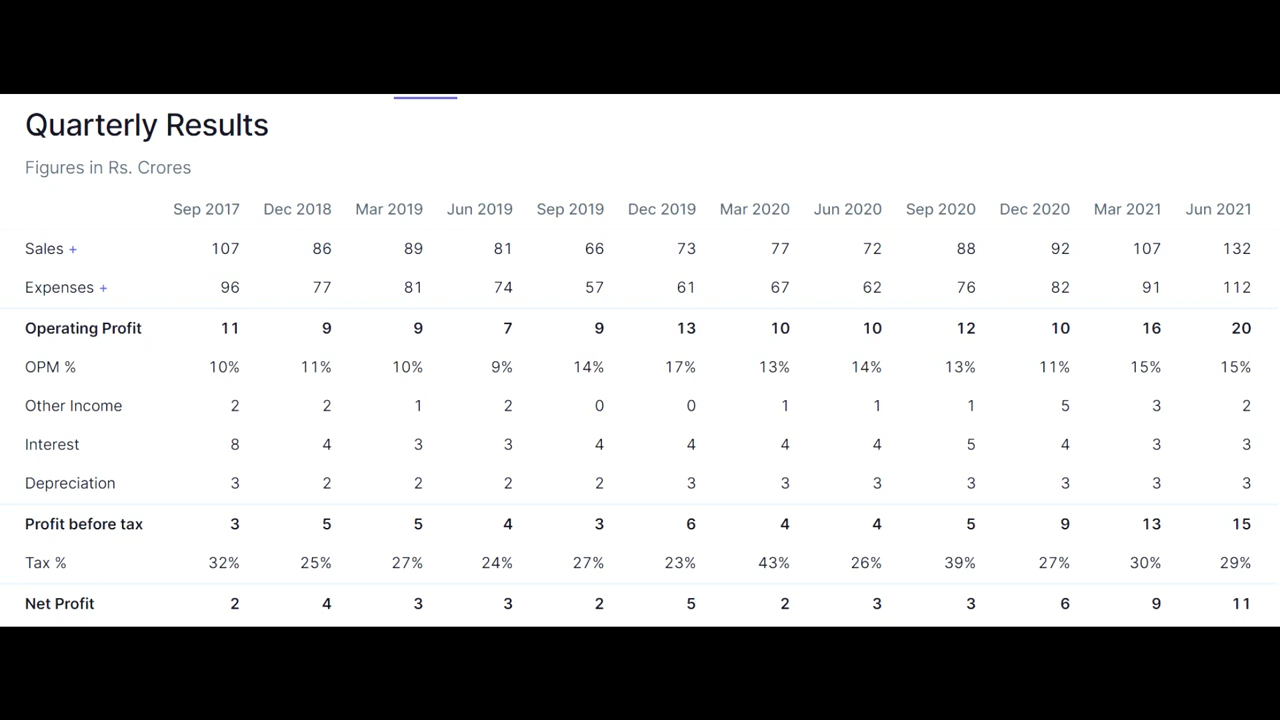 Quarterly Results
Figures in Rs. Crores
Sep 2017 Dec 2018 Mar 2019 Jun 2019 Sep 2019 Dec 2019 Mar 2020 Jun 2020 Sep 2020 Dec 2020 Mar 2021 Jun 2021
Sales + 107 86 89 81 66 73 77 72 88 92 107 132
Expenses + 96 77 81 74 57 61 67 62 76 82 91 112
Operating Profit 11 9 9 7 9 13 10 10 12 10 16 20
OPM % 10% 11% 10% 9% 14% 17% 13% 14% 13% 11% 15% 15%
Other Income 2 2 1 2 0 0 1 1 1 5 3 2
Interest 8 4 3 3 4 4 4 4 5 4 3 3
Depreciation 3 2 2 2 2 3 3 3 3 3 3 3
Profit before tax 3 5 5 4 3 6 4 4 5 9 13 15
Tax % 32% 25% 27% 24% 27% 23% 43% 26% 39% 27% 30% 29%
Net Profit 2 4 3 3 2 5 2 3 3 6 9 11